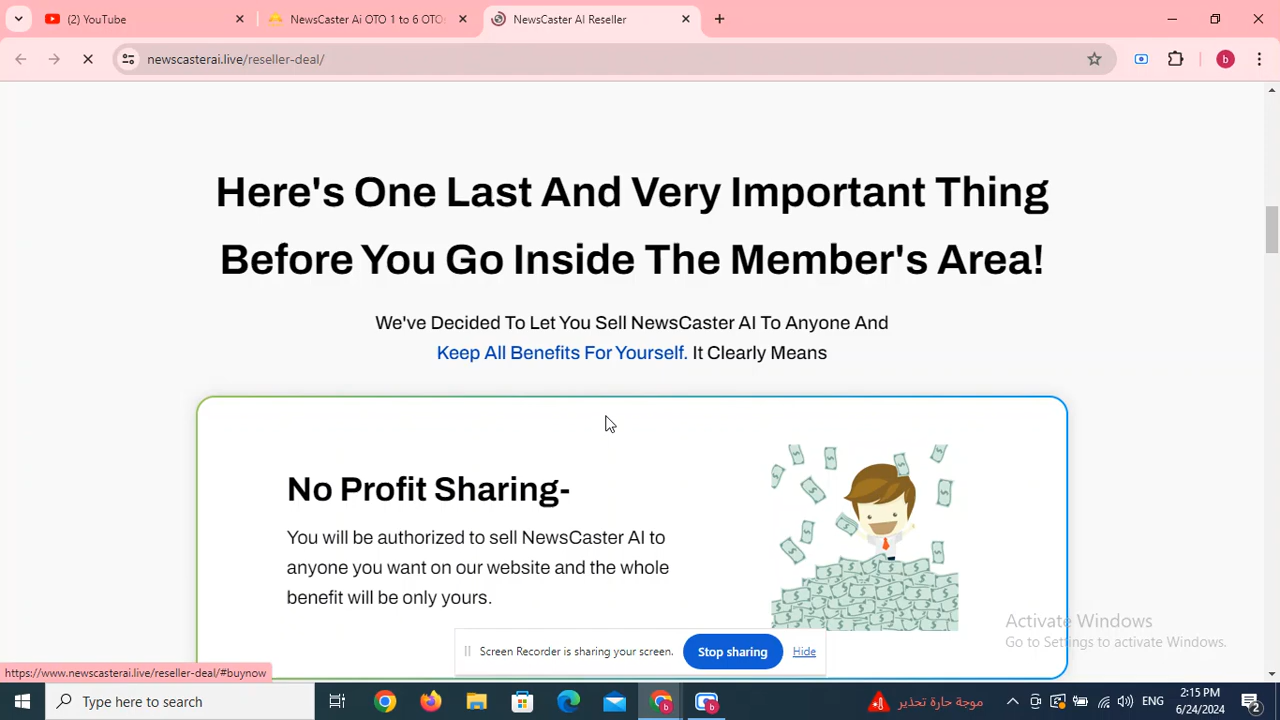 (2) YouTube
NewsCaster Ai OTO 1 to 6 OTO
NewsCaster AI Reseller
newscasterai.live/reseller-deal/
b
Here's One Last And Very Important Thing
Before You Go Inside The Member's Area!
We've Decided To Let You Sell NewsCaster AI To Anyone And
Keep All Benefits For Yourself. It Clearly Means
No Profit Sharing-
You will be authorized to sell NewsCaster AI to
anyone you want on our website and the whole
benefit will be only yours.
Activate Windows
Go to Settings to activate Windows.
Screen Recorder is sharing your screen.
Stop sharing
Hide
https://www.newscasterai.live/reseller-deal/#buynow
Type here to search
b
b
موجة حارة تحذير
ENG
2:15 PM
6/24/2024
2